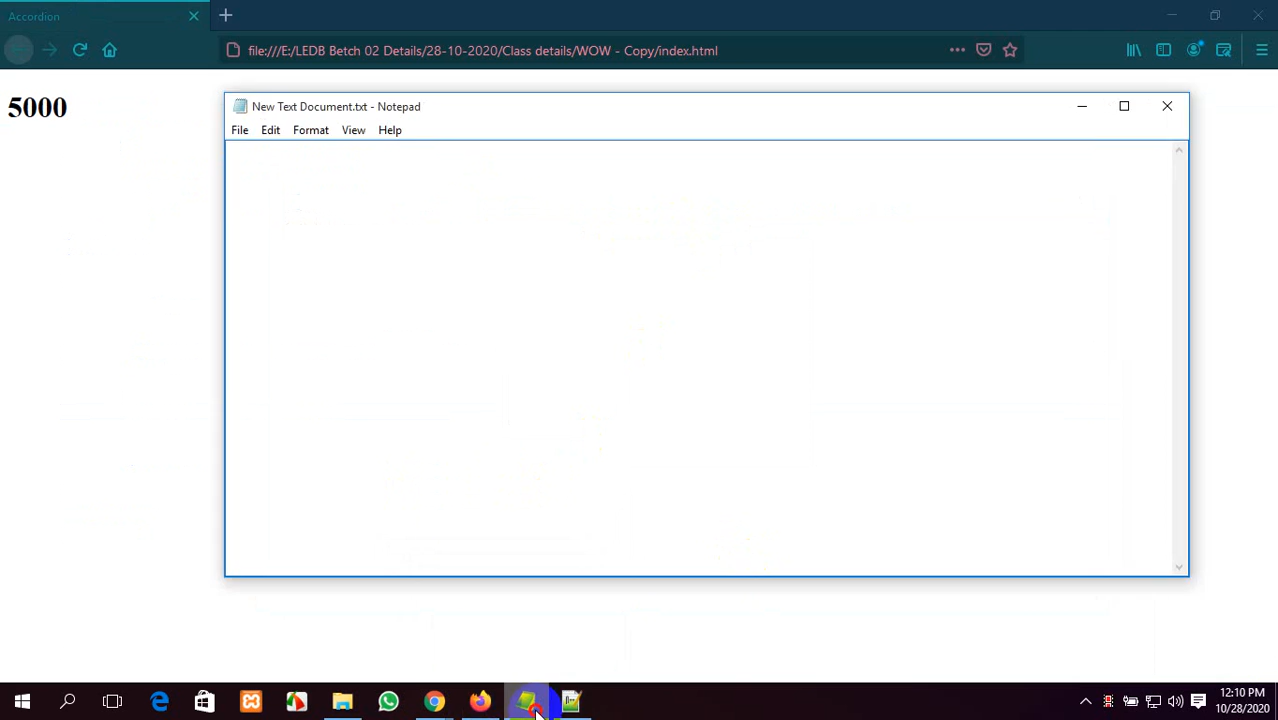 Accordion
file:///E:/LEDB Betch 02 Details/28-10-2020/Class details/WOW - Copy/index.html
5000
New Text Document.txt - Notepad
File Edit Format View Help
12:10 PM
10/28/2020